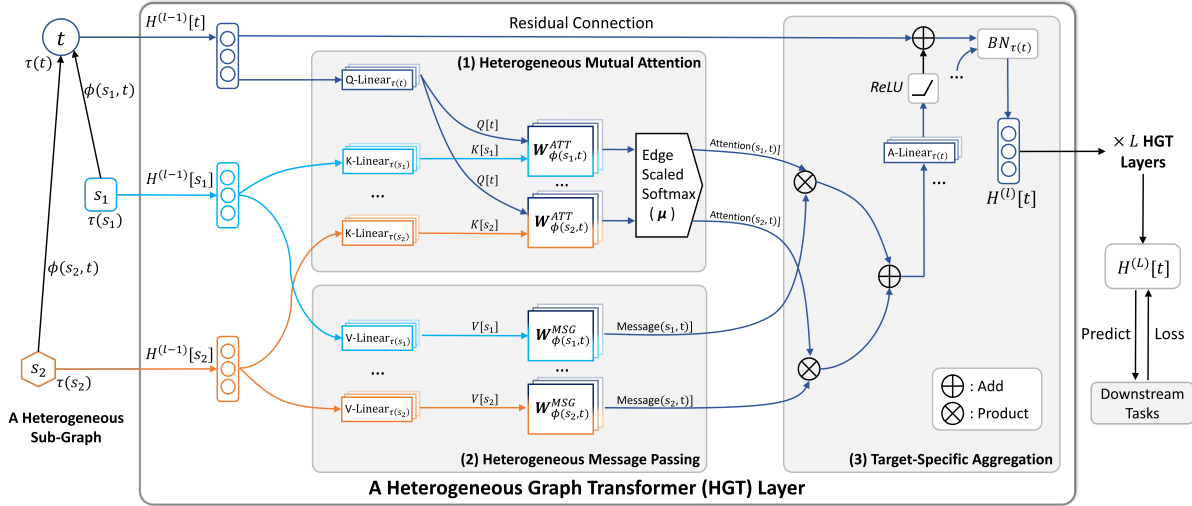 t
τ(t)
ϕ(s₁, t)
s₁
τ(s₁)
ϕ(s₂, t)
s₂
τ(s₂)
A Heterogeneous
Sub-Graph
H⁽ˡ⁻¹⁾[t]
H⁽ˡ⁻¹⁾[s₁]
H⁽ˡ⁻¹⁾[s₂]
Residual Connection
(1) Heterogeneous Mutual Attention
Q-Linear_τ(t)
K-Linear_τ(s₁)
...
K-Linear_τ(s₂)
Q[t]
K[s₁]
Q[t]
K[s₂]
W^ATT_ϕ(s₁,t)
...
W^ATT_ϕ(s₂,t)
Edge
Scaled
Softmax
(μ)
Attention(s₁, t)]
Attention(s₂, t)]
V-Linear_τ(s₁)
...
V-Linear_τ(s₂)
V[s₁]
V[s₂]
W^MSG_ϕ(s₁,t)
...
W^MSG_ϕ(s₂,t)
Message(s₁, t)]
Message(s₂, t)]
(2) Heterogeneous Message Passing
ReLU
...
BN_τ(t)
A-Linear_τ(t)
...
H⁽ˡ⁾[t]
: Add
: Product
(3) Target-Specific Aggregation
A Heterogeneous Graph Transformer (HGT) Layer
× L HGT
Layers
H⁽ᴸ⁾[t]
Predict
Loss
Downstream
Tasks